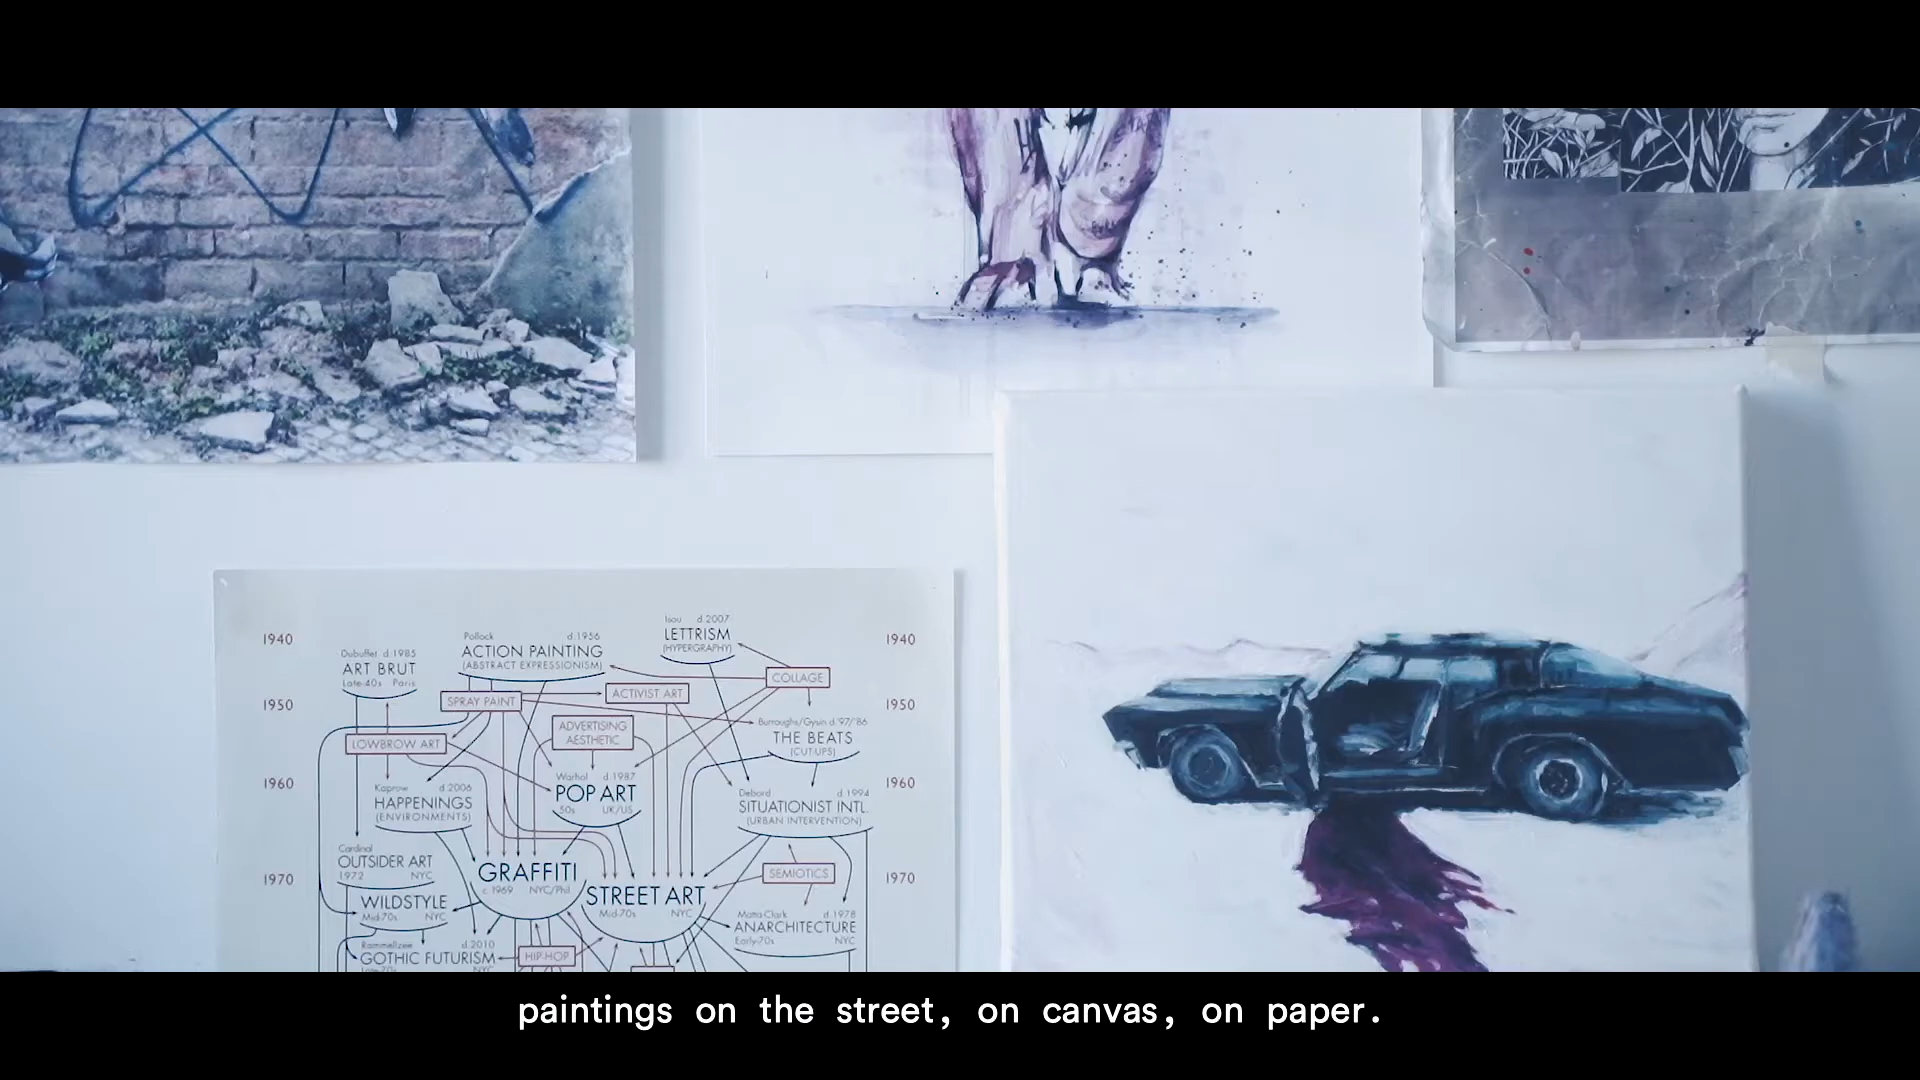 1940
Isou d.2007
LETTRISM
(HYPERGRAPHY)
1940
Pollock d.1956
ACTION PAINTING
(ABSTRACT EXPRESSIONISM)
Dubuffet d.1985
ART BRUT
Late-40s Paris
COLLAGE
ACTIVIST ART
SPRAY PAINT
1950
1950
Burroughs/Gysin d.'97/'86
THE BEATS
(CUT-UPS)
ADVERTISING
AESTHETIC
LOWBROW ART
1960
Warhol d.1987
POP ART
50s UK/US
1960
Kaprow d.2006
HAPPENINGS
(ENVIRONMENTS)
Debord d.1994
SITUATIONIST INTL.
(URBAN INTERVENTION)
Cardinal
OUTSIDER ART
1972 NYC
1970
GRAFFITI
c.1969 NYC/Phil
SEMIOTICS
1970
STREET ART
Mid-70s NYC
WILDSTYLE
Mid-70s NYC
Matta-Clark d.1978
ANARCHITECTURE
Early-70s NYC
Rammellzee d.2010
GOTHIC FUTURISM
Late-70s NYC
HIP-HOP
paintings on the street, on canvas, on paper.